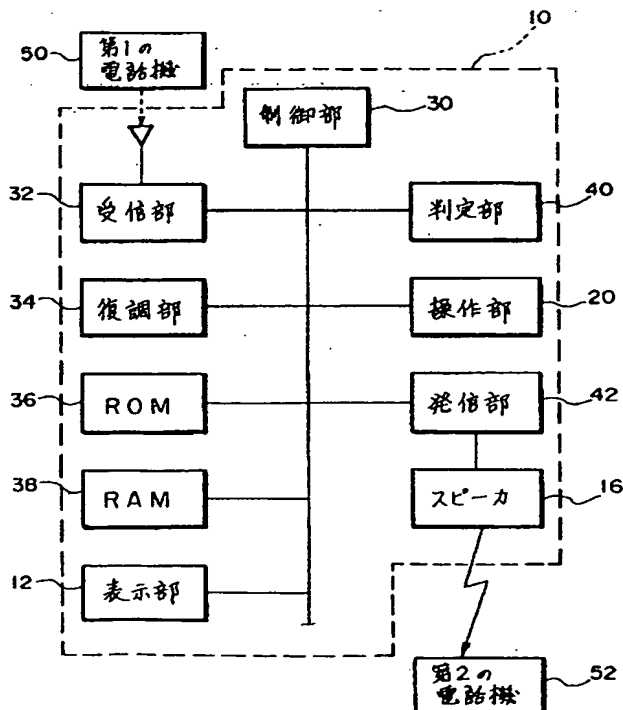 50
第1の
電話機
10
制御部
30
32
受信部
判定部
40
34
復調部
操作部
20
36
ROM
発信部
42
38
RAM
スピーカ
16
12
表示部
第2の
電話機
52